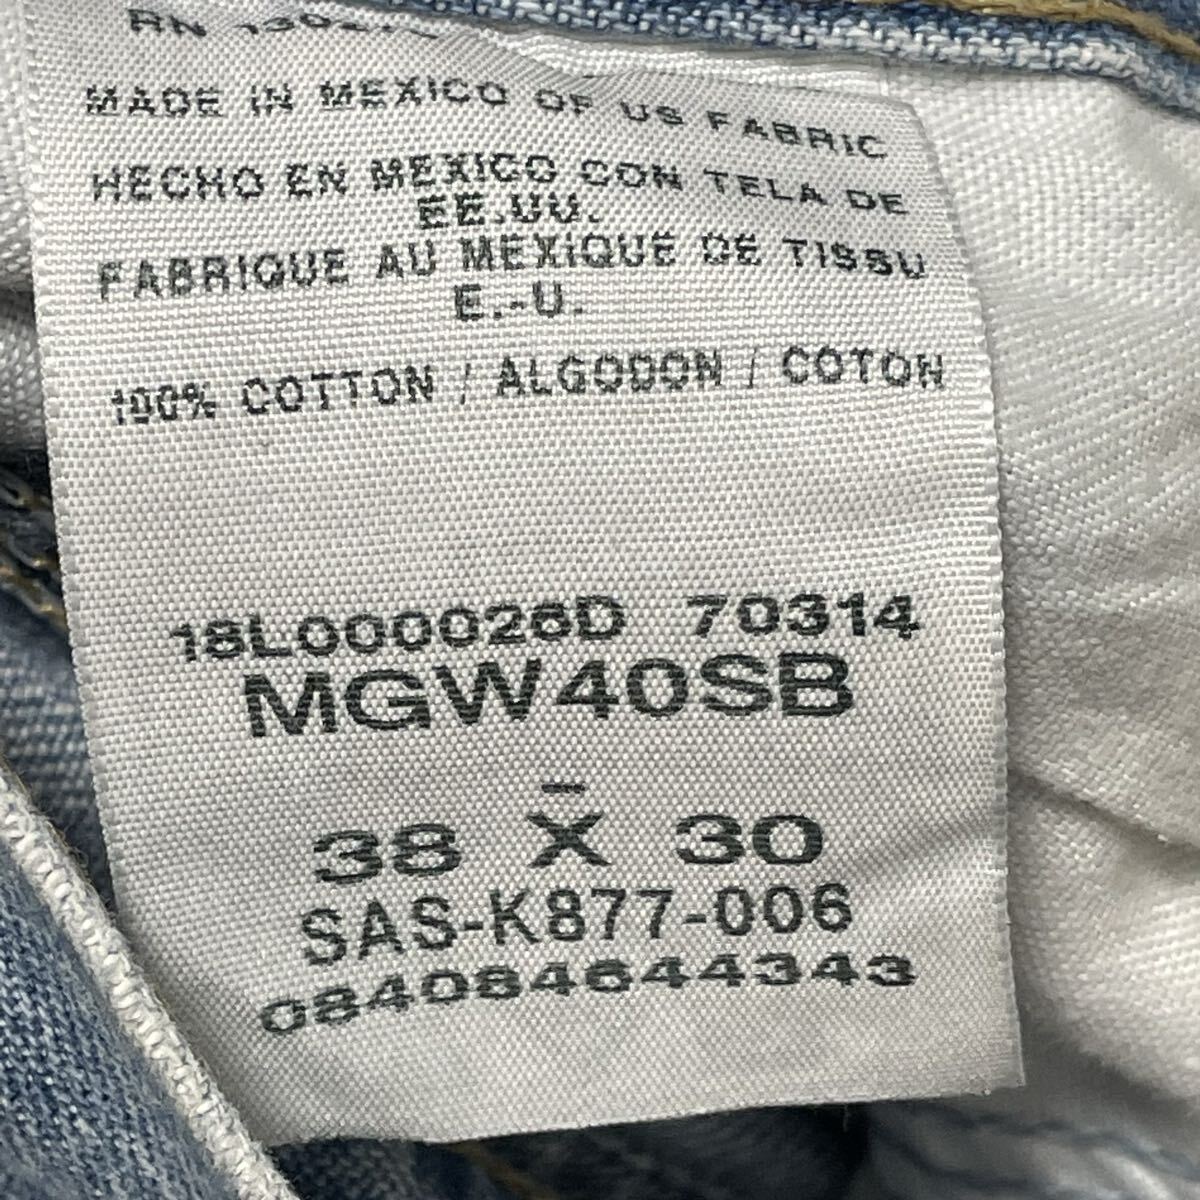 RN
MADE IN MEXICO OF US FABRIC
HECHO EN MEXICO CON TELA DE
EE.UU.
FABRIQUE AU MEXIQUE DE TISSU
E.-U.
100% COTTON / ALGODON / COTON
70314
MGW40SB
-
38 X 30
SAS-K877-006
084084644343